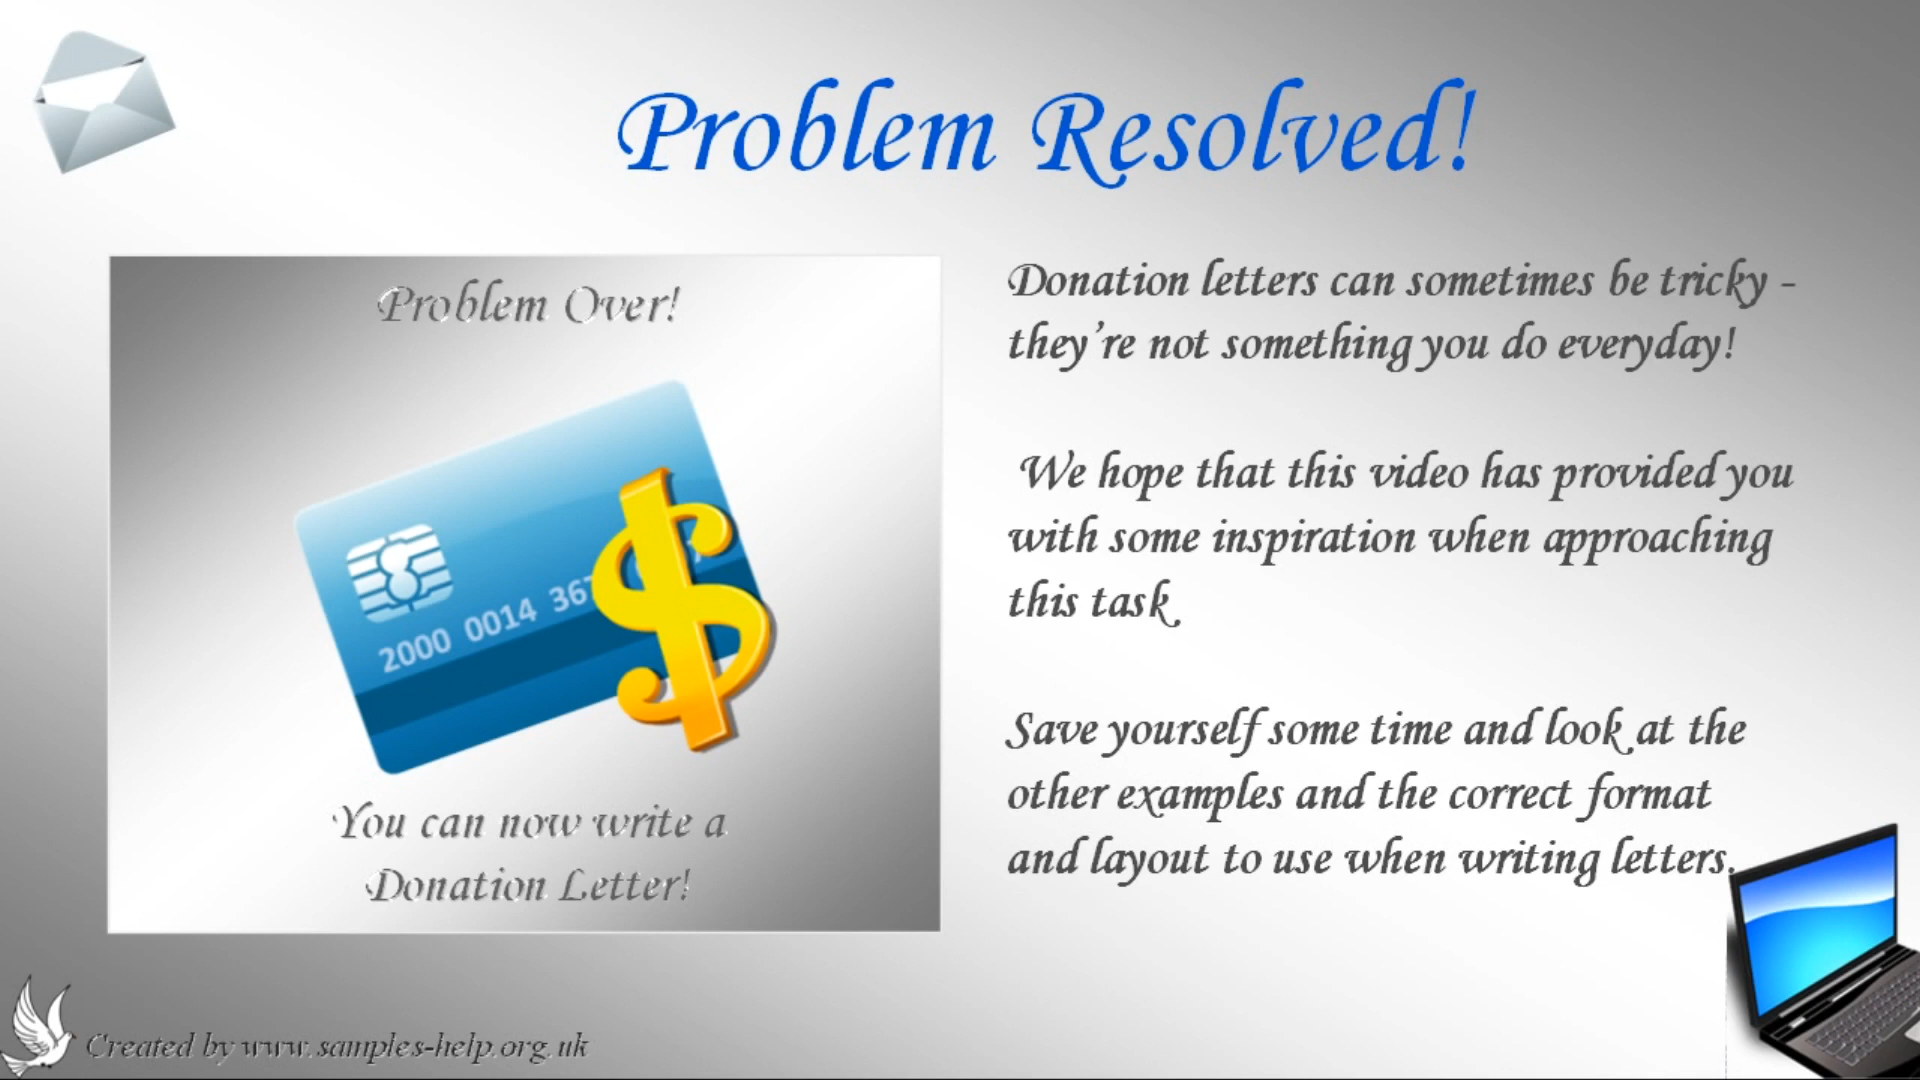 Problem Resolved!
Problem Over!
2000 0014 367
You can now write a
Donation Letter!
Donation letters can sometimes be tricky -
they're not something you do everyday!
We hope that this video has provided you
with some inspiration when approaching
this task
Save yourself some time and look at the
other examples and the correct format
and layout to use when writing letters.
Created by www.samples-help.org.uk